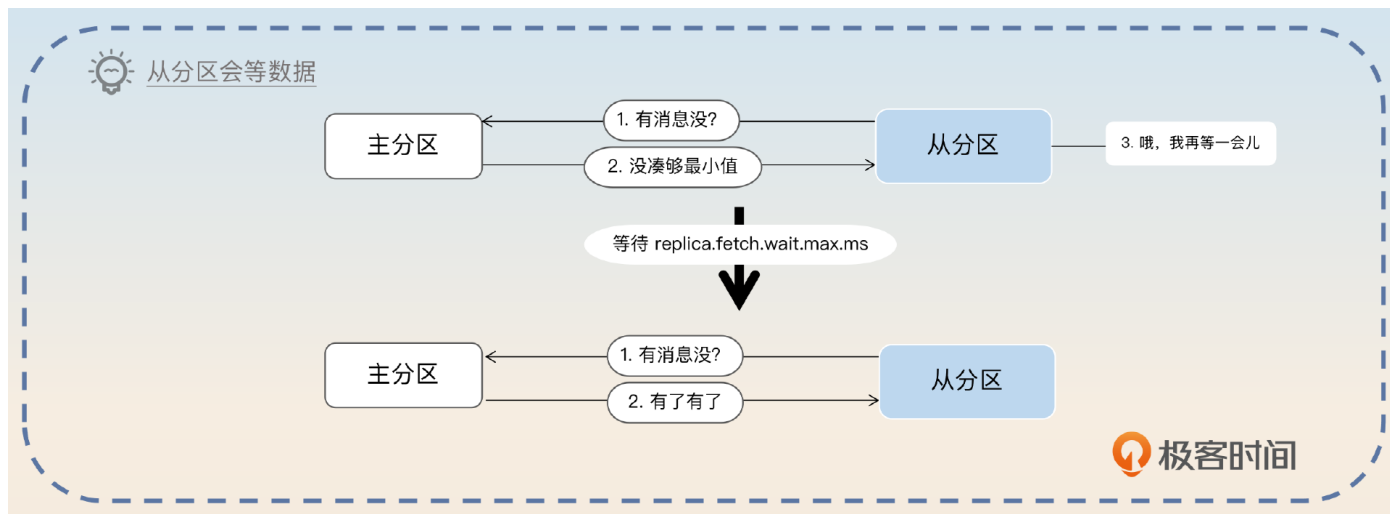 从分区会等数据
主分区
1. 有消息没?
2. 没凑够最小值
从分区
3. 哦，我再等一会儿
等待 replica.fetch.wait.max.ms
主分区
1. 有消息没?
2. 有了有了
从分区
极客时间